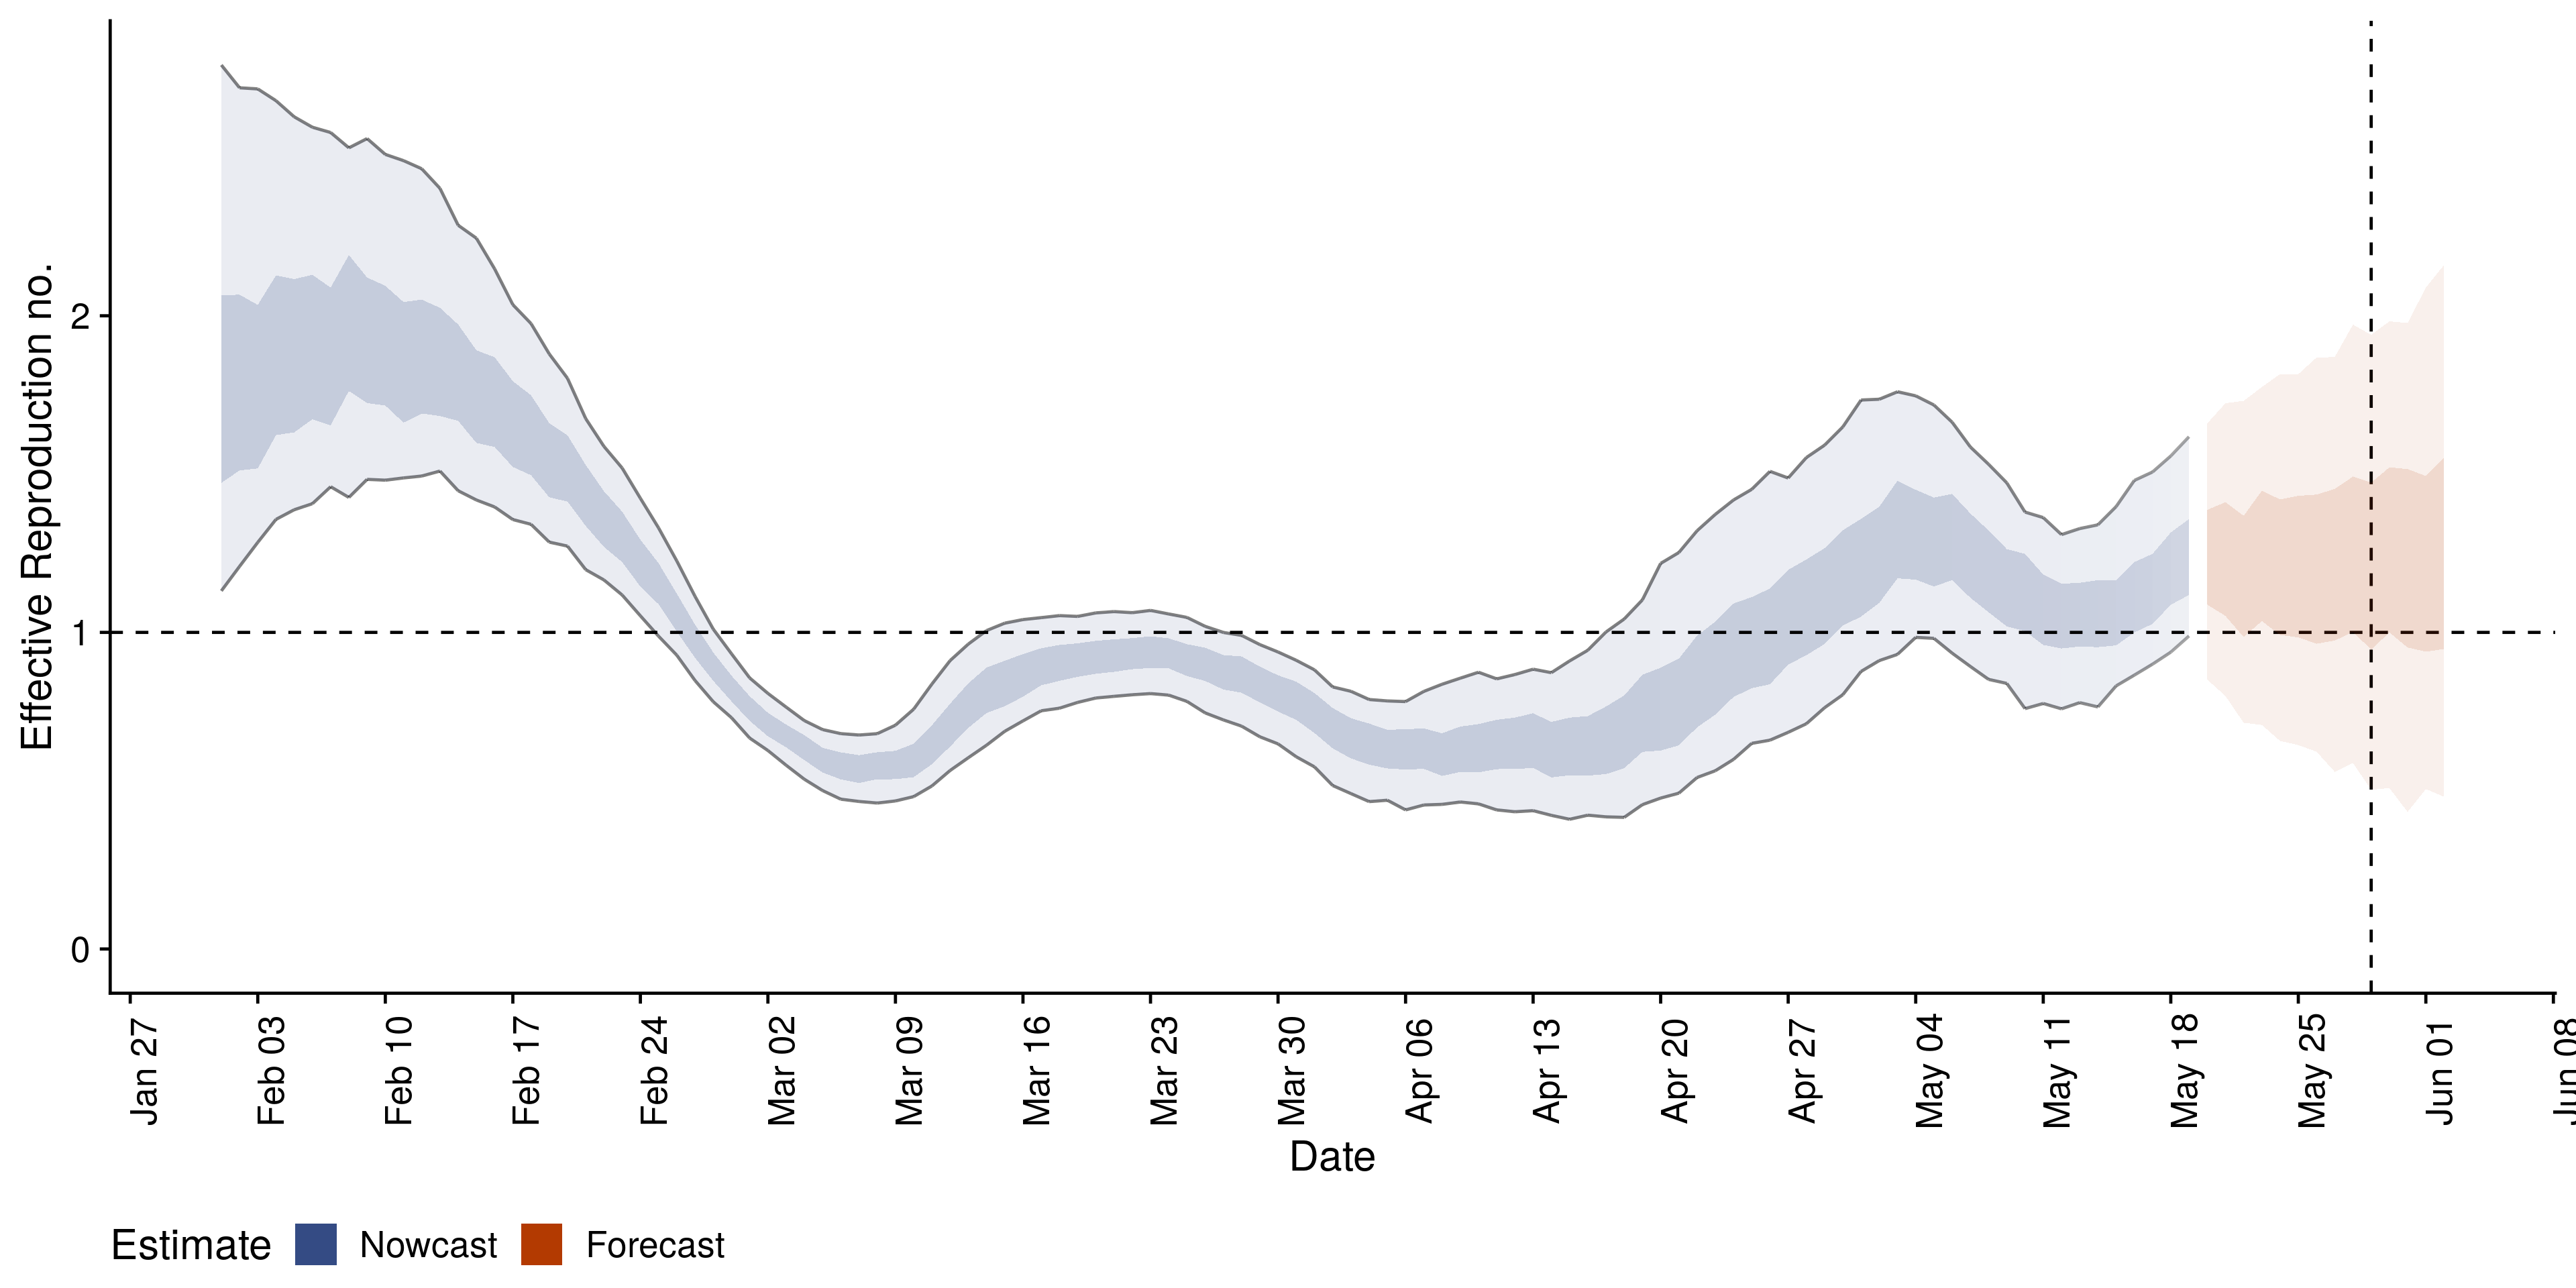 Effective Reproduction no.
2
1
0
Jan 27
Feb 03
Feb 10
Feb 17
Feb 24
Mar 02
Mar 09
Mar 16
Mar 23
Mar 30
Apr 06
Apr 13
Apr 20
Apr 27
May 04
May 11
May 18
May 25
Jun 01
Jun 08
Date
Estimate Nowcast Forecast